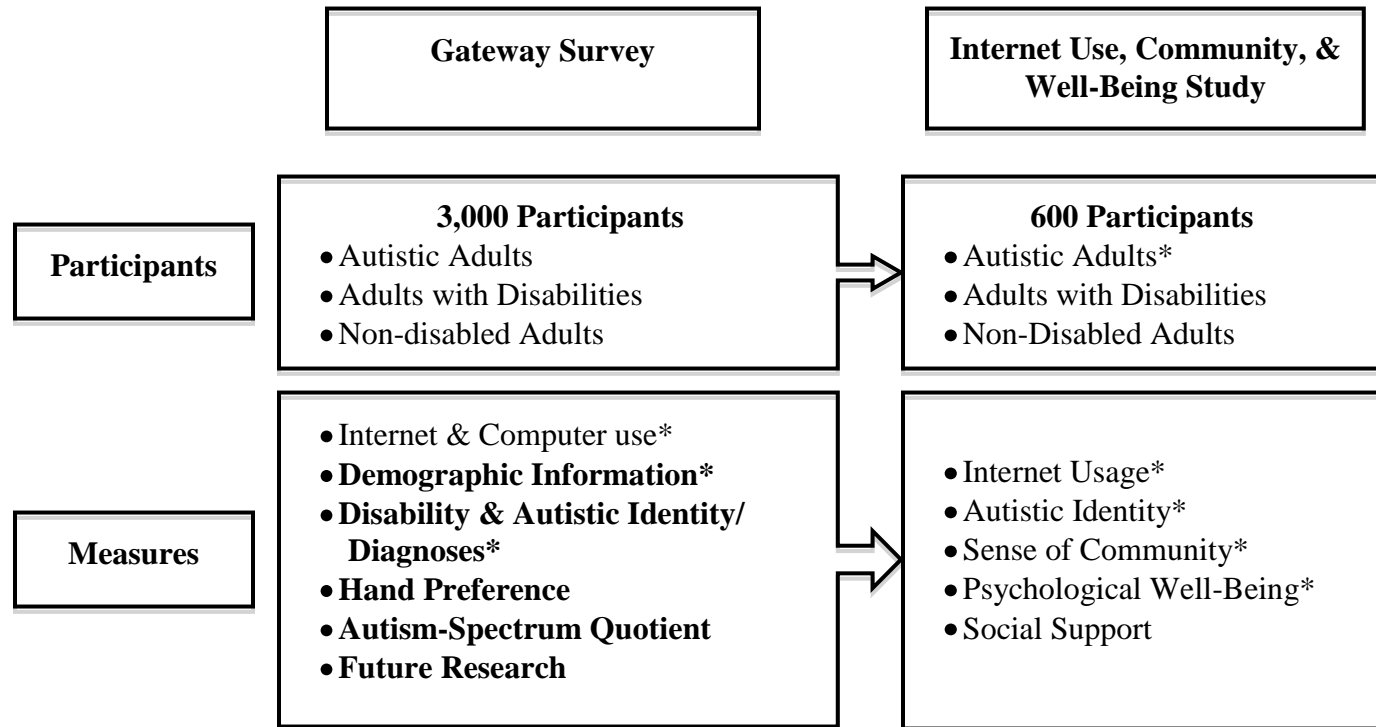 Gateway Survey
Internet Use, Community, &
Well-Being Study
Participants
3,000 Participants
• Autistic Adults
• Adults with Disabilities
• Non-disabled Adults
600 Participants
• Autistic Adults*
• Adults with Disabilities
• Non-Disabled Adults
Measures
• Internet & Computer use*
• Demographic Information*
• Disability & Autistic Identity/
Diagnoses*
• Hand Preference
• Autism-Spectrum Quotient
• Future Research
• Internet Usage*
• Autistic Identity*
• Sense of Community*
• Psychological Well-Being*
• Social Support